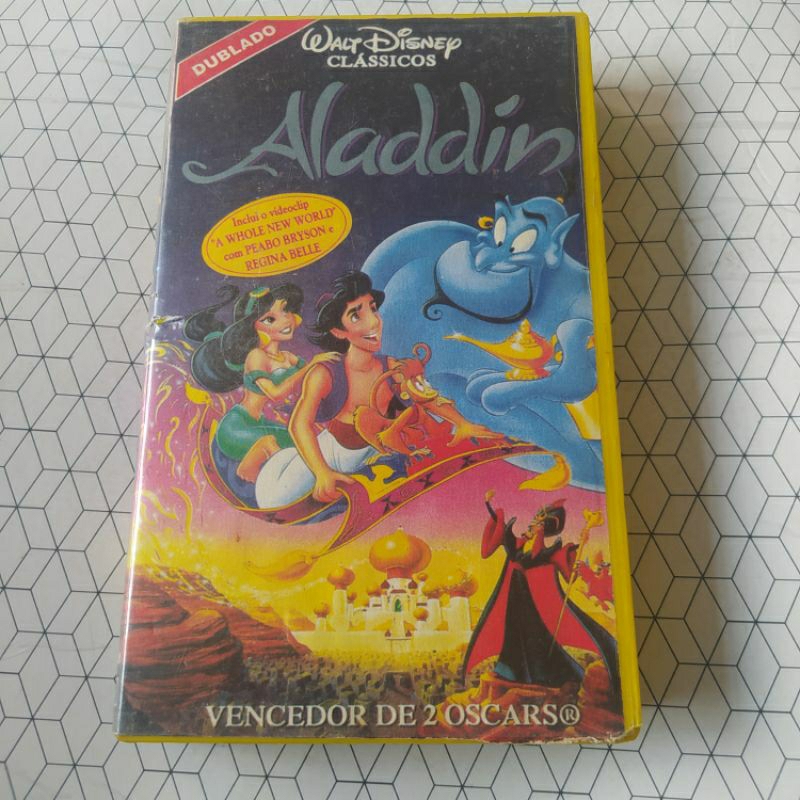 DUBLADO
WALT DISNEY
CLÁSSICOS
Aladdin
Inclui o videoclip
"A WHOLE NEW WORLD"
com PEABO BRYSON e
REGINA BELLE
VENCEDOR DE 2 OSCARS®